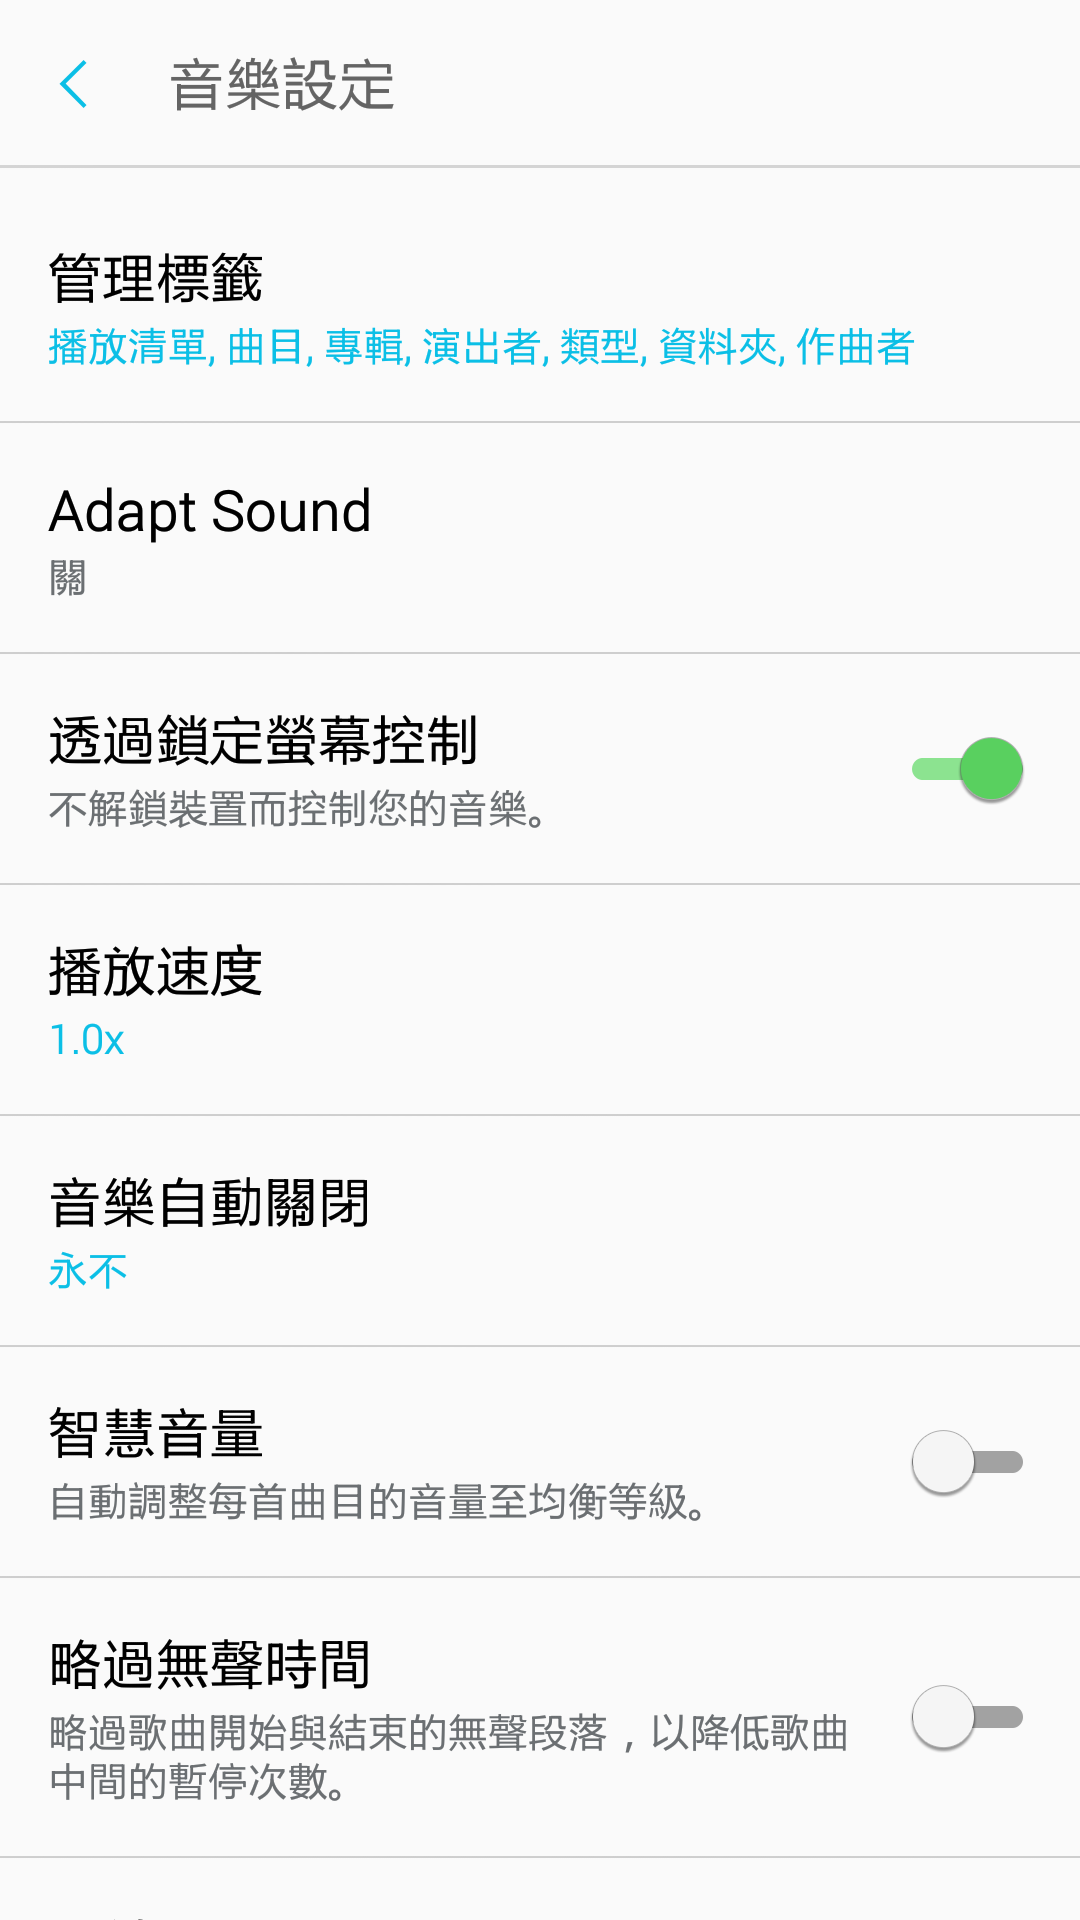 音樂設定
管理標籤
播放清單, 曲目, 專輯, 演出者, 類型, 資料夾, 作曲者
Adapt Sound
關
透過鎖定螢幕控制
不解鎖裝置而控制您的音樂。
播放速度
1.0x
音樂自動關閉
永不
智慧音量
自動調整每首曲目的音量至均衡等級。
略過無聲時間
略過歌曲開始與結束的無聲段落，以降低歌曲
中間的暫停次數。